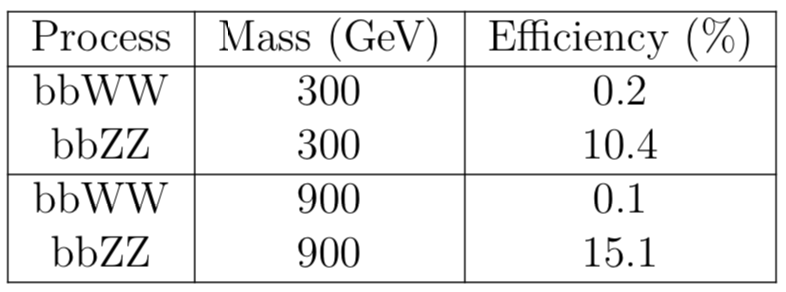 Process Mass (GeV) Efficiency (%)
bbWW 300 0.2
bbZZ 300 10.4
bbWW 900 0.1
bbZZ 900 15.1